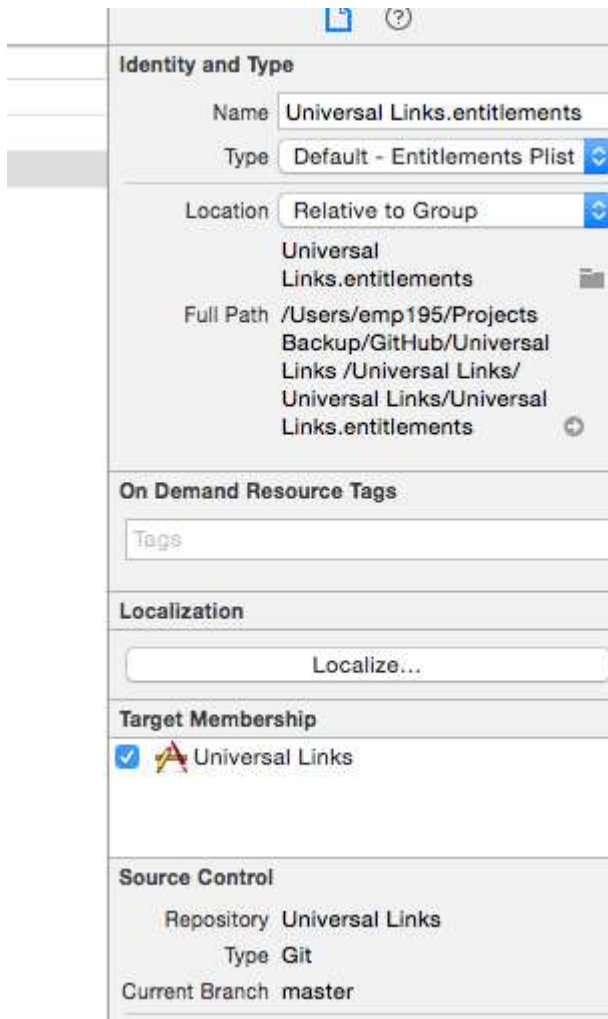 Identity and Type
Name Universal Links.entitlements
Type Default - Entitlements Plist
Location Relative to Group
Universal
Links.entitlements
Full Path /Users/emp195/Projects
Backup/GitHub/Universal
Links /Universal Links/
Universal Links/Universal
Links.entitlements
On Demand Resource Tags
Tags
Localization
Localize...
Target Membership
Universal Links
Source Control
Repository Universal Links
Type Git
Current Branch master